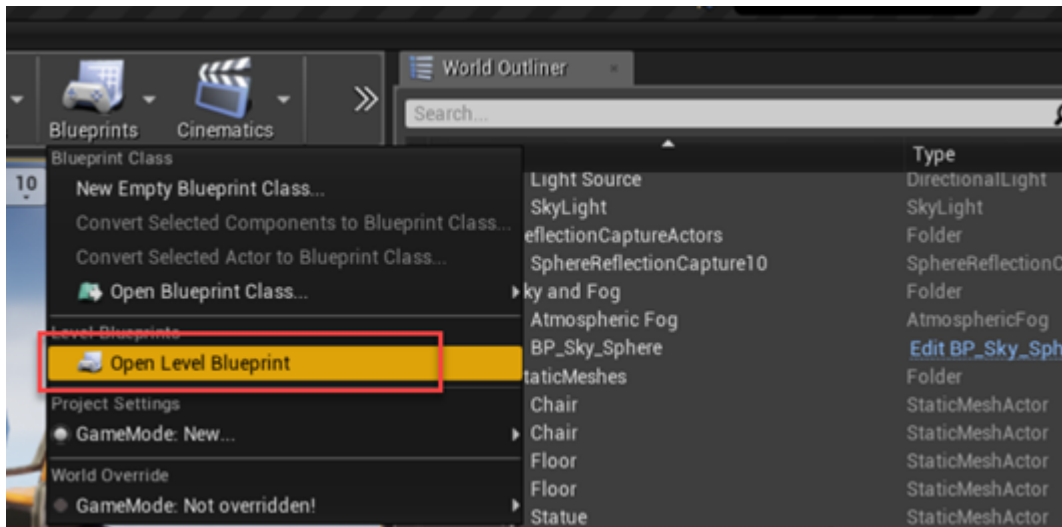 World Outliner
Search...
Blueprints
Cinematics
Type
10
Blueprint Class
New Empty Blueprint Class...
Convert Selected Components to Blueprint Class...
Convert Selected Actor to Blueprint Class...
Open Blueprint Class...
Level Blueprints
Open Level Blueprint
Project Settings
GameMode: New...
World Override
GameMode: Not overridden!
Light Source DirectionalLight
SkyLight SkyLight
eflectionCaptureActors Folder
SphereReflectionCapture10 SphereReflectionC
ky and Fog Folder
Atmospheric Fog AtmosphericFog
BP_Sky_Sphere Edit BP_Sky_Sph
taticMeshes Folder
Chair StaticMeshActor
Chair StaticMeshActor
Floor StaticMeshActor
Floor StaticMeshActor
Statue StaticMeshActor